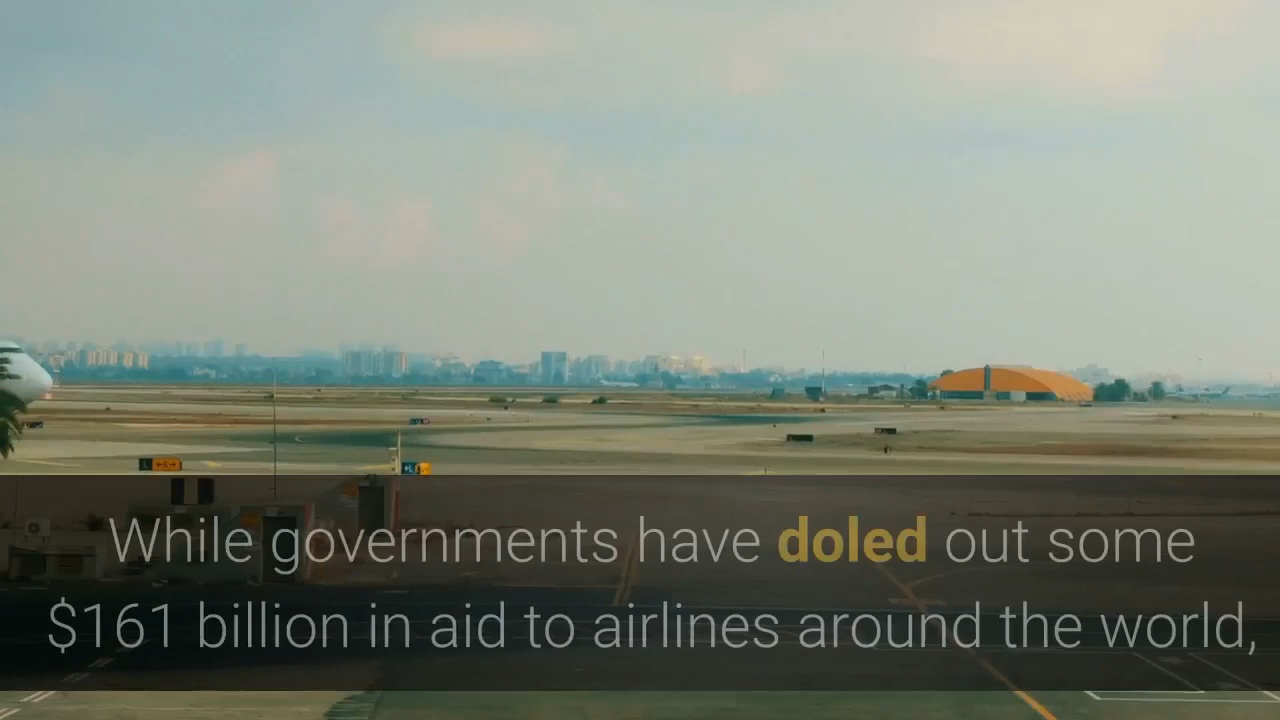 While governments have doled out some
$161 billion in aid to airlines around the world,